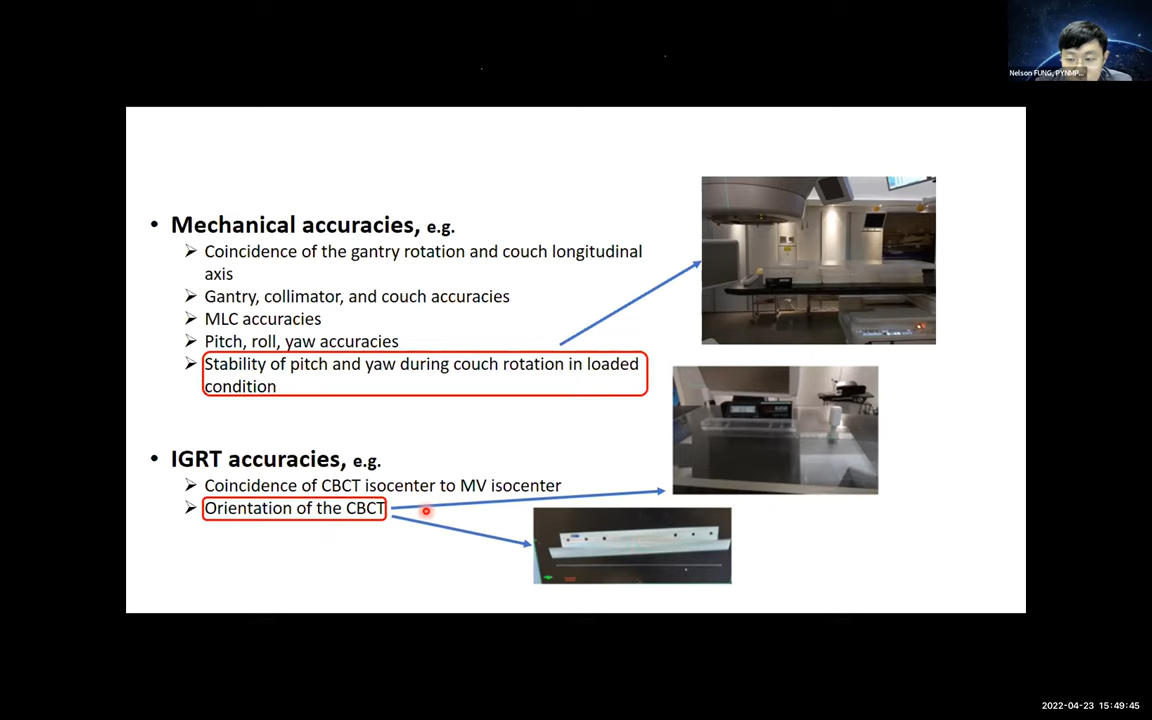 Nelson FUNG, PYNMP...
• Mechanical accuracies, e.g.
➢ Coincidence of the gantry rotation and couch longitudinal
axis
➢ Gantry, collimator, and couch accuracies
➢ MLC accuracies
➢ Pitch, roll, yaw accuracies
➢ Stability of pitch and yaw during couch rotation in loaded
condition
• IGRT accuracies, e.g.
➢ Coincidence of CBCT isocenter to MV isocenter
➢ Orientation of the CBCT
2022-04-23 15:49:45